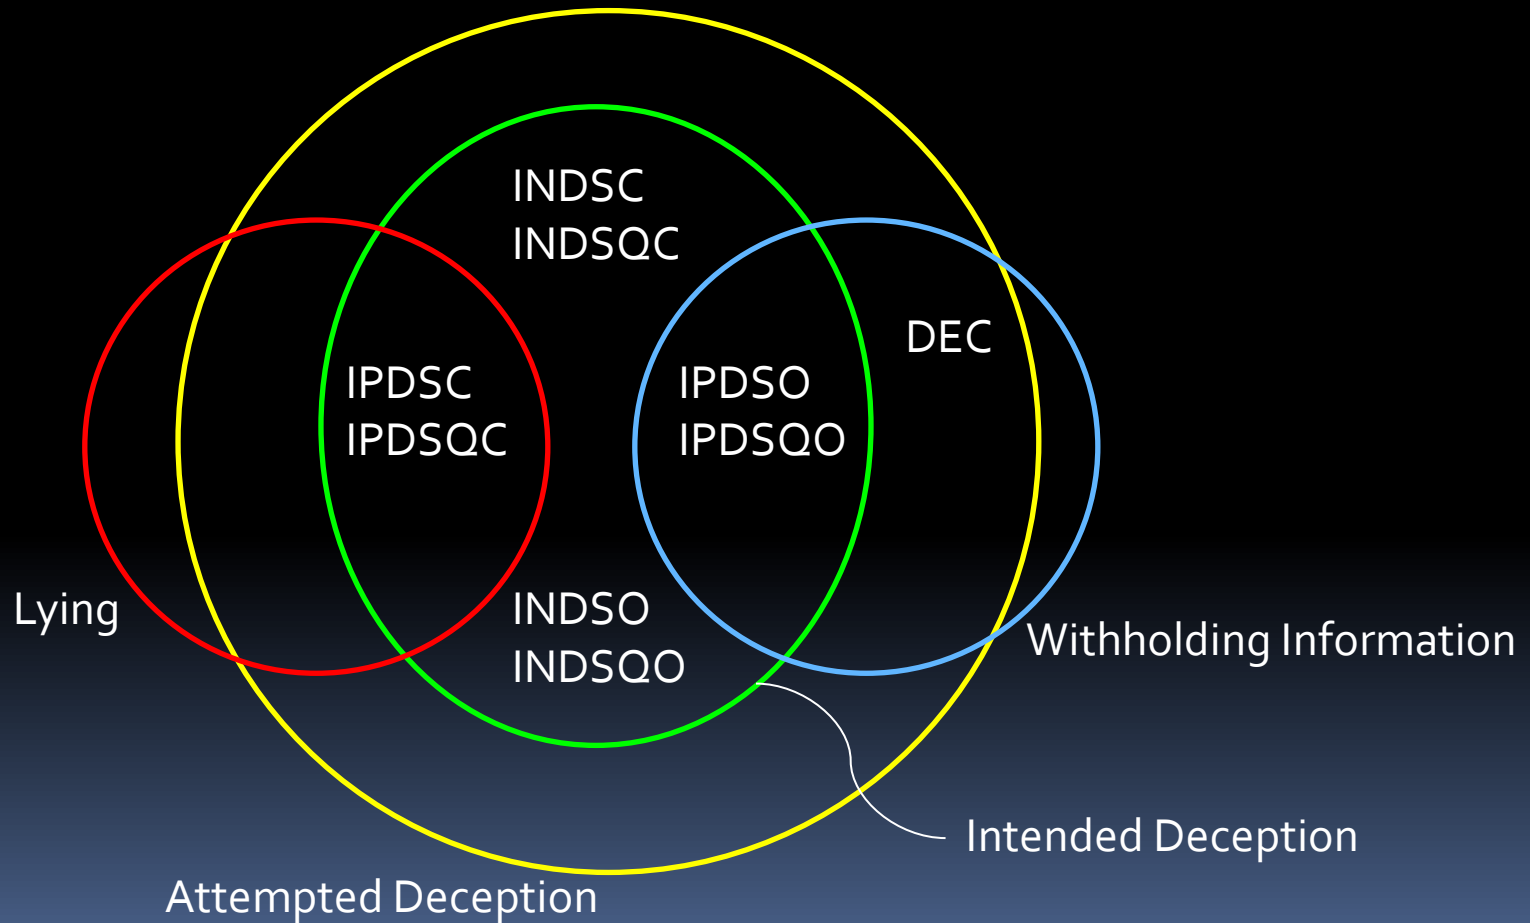 INDSC
INDSQC
DEC
IPDSC
IPDSQC
IPDSO
IPDSQO
Lying
INDSO
INDSQO
Withholding Information
Intended Deception
Attempted Deception